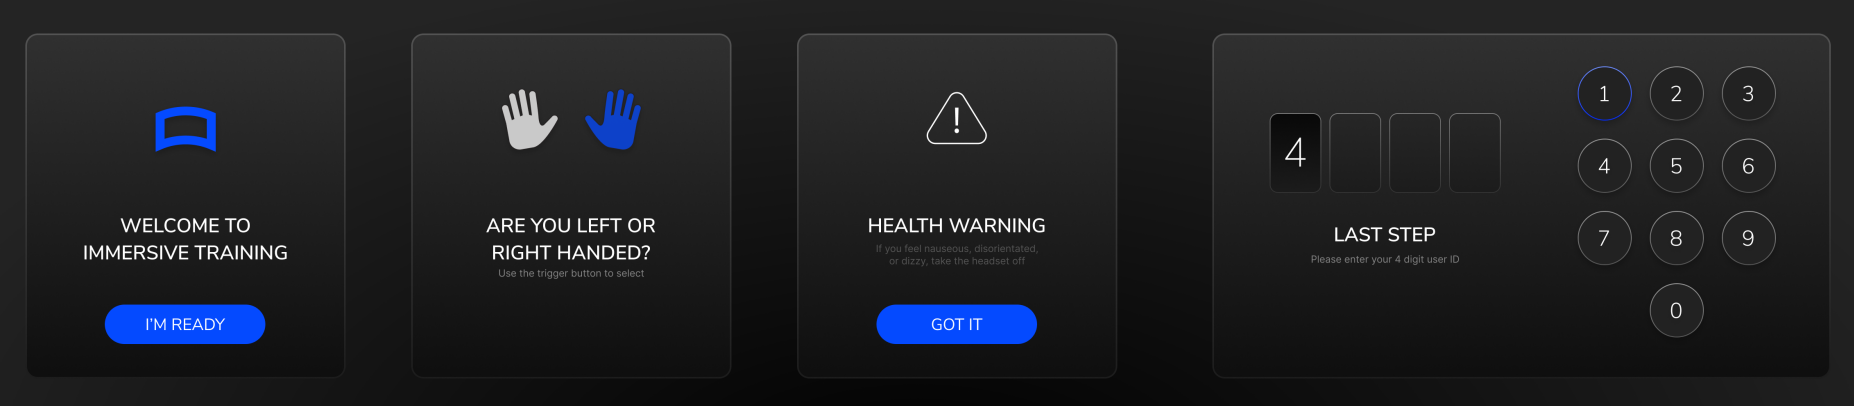 WELCOME TO
IMMERSIVE TRAINING
I'M READY
ARE YOU LEFT OR
RIGHT HANDED?
Use the trigger button to select
!
HEALTH WARNING
If you feel nauseous, disorientated,
or dizzy, take the headset off
GOT IT
4
LAST STEP
Please enter your 4 digit user ID
1 2 3
4 5 6
7 8 9
0